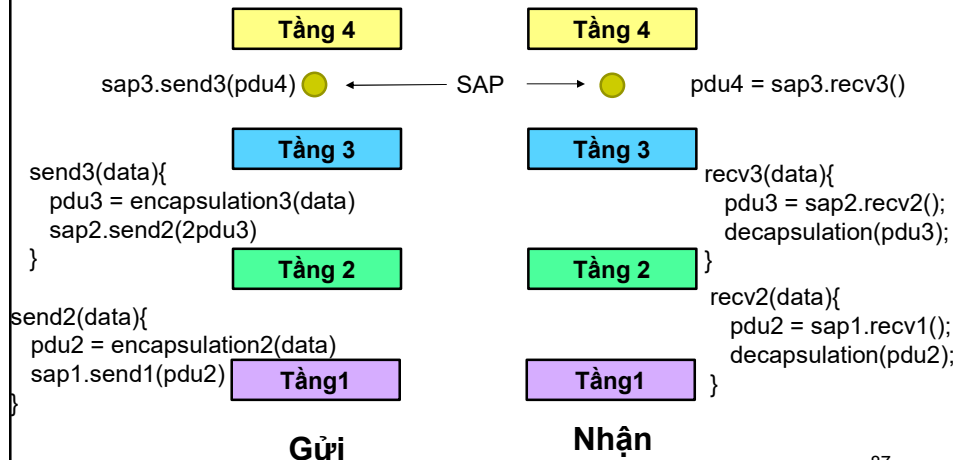 Tầng 4
Tầng 4
sap3.send3(pdu4)
SAP
pdu4 = sap3.recv3()
Tầng 3
Tầng 3
send3(data){
pdu3 = encapsulation3(data)
sap2.send2(2pdu3)
}
recv3(data){
pdu3 = sap2.recv2();
decapsulation(pdu3);
}
Tầng 2
Tầng 2
send2(data){
pdu2 = encapsulation2(data)
sap1.send1(pdu2)
}
recv2(data){
pdu2 = sap1.recv1();
decapsulation(pdu2);
}
Tầng1
Tầng1
Gửi
Nhận